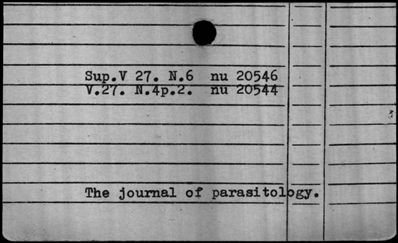 Sup.V 27. N.6 nu 20546
V.27. N.4p.2. nu 20544
The journal of parasitology.